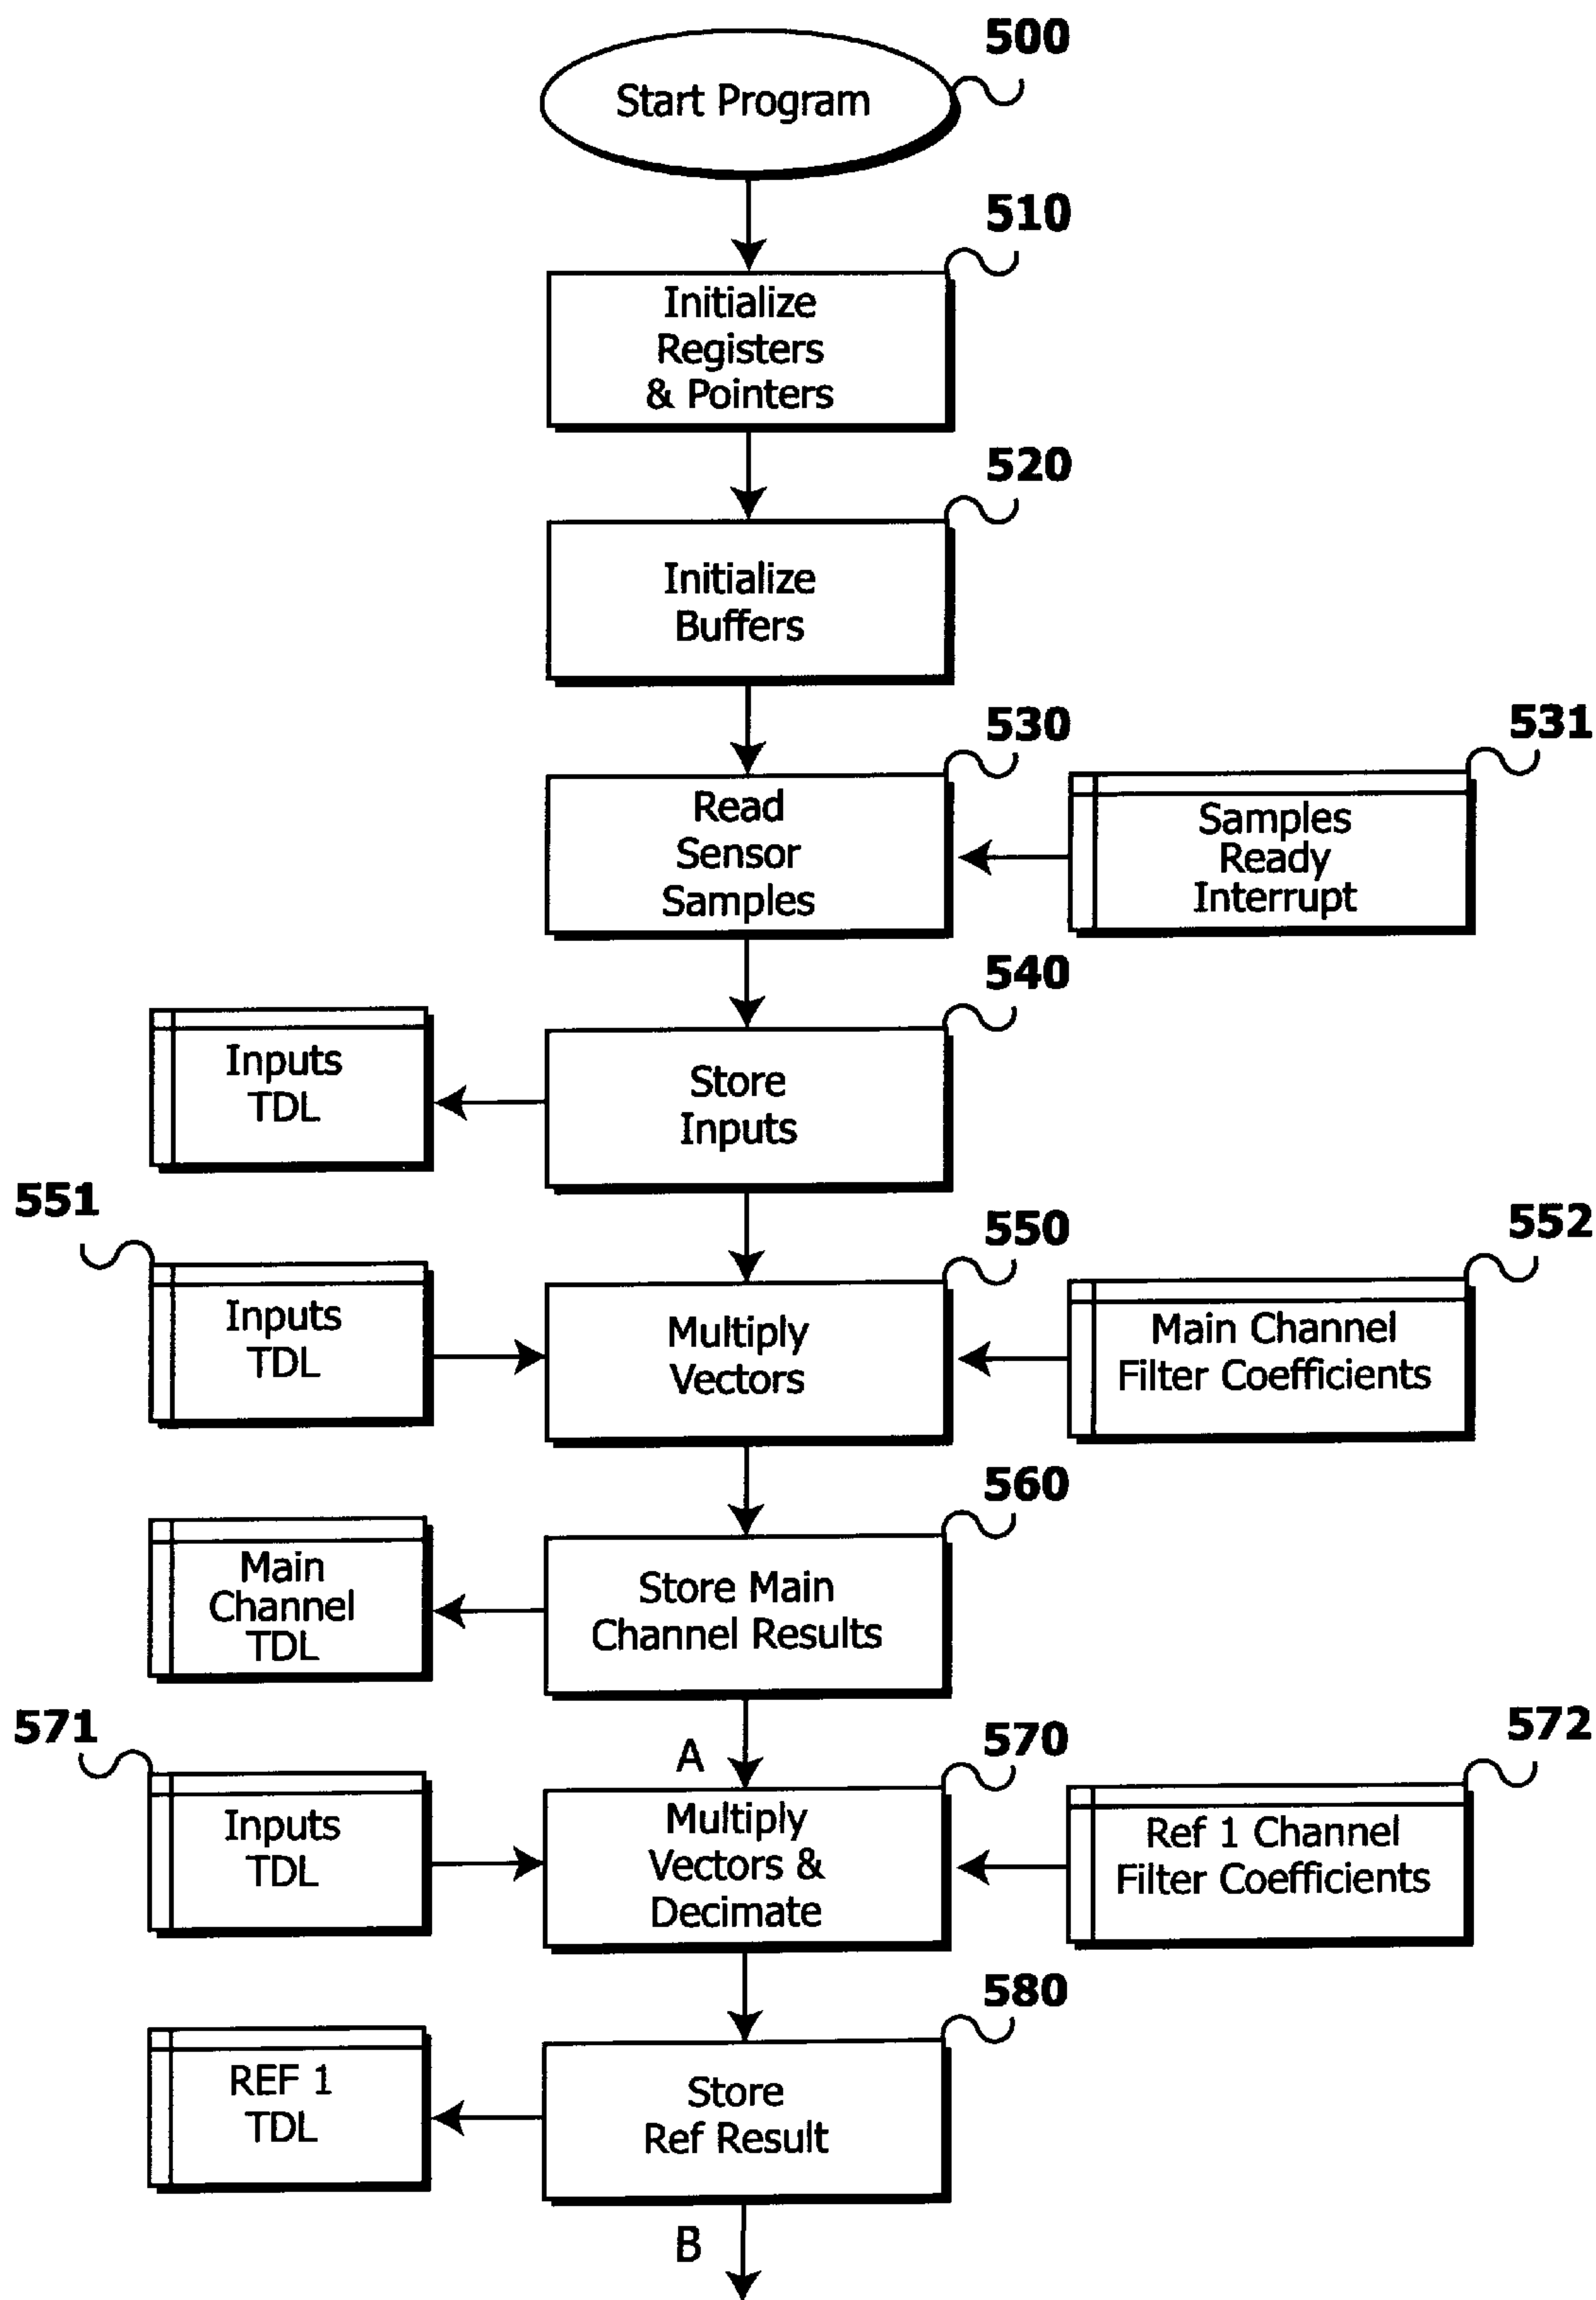 500
Start Program
510
Initialize
Registers
& Pointers
520
Initialize
Buffers
530
531
Read
Sensor
Samples
Samples
Ready
Interrupt
540
Inputs
TDL
Store
Inputs
551
550
552
Inputs
TDL
Multiply
Vectors
Main Channel
Filter Coefficients
560
Main
Channel
TDL
Store Main
Channel Results
571
A
570
572
Inputs
TDL
Multiply
Vectors &
Decimate
Ref 1 Channel
Filter Coefficients
580
REF 1
TDL
Store
Ref Result
B